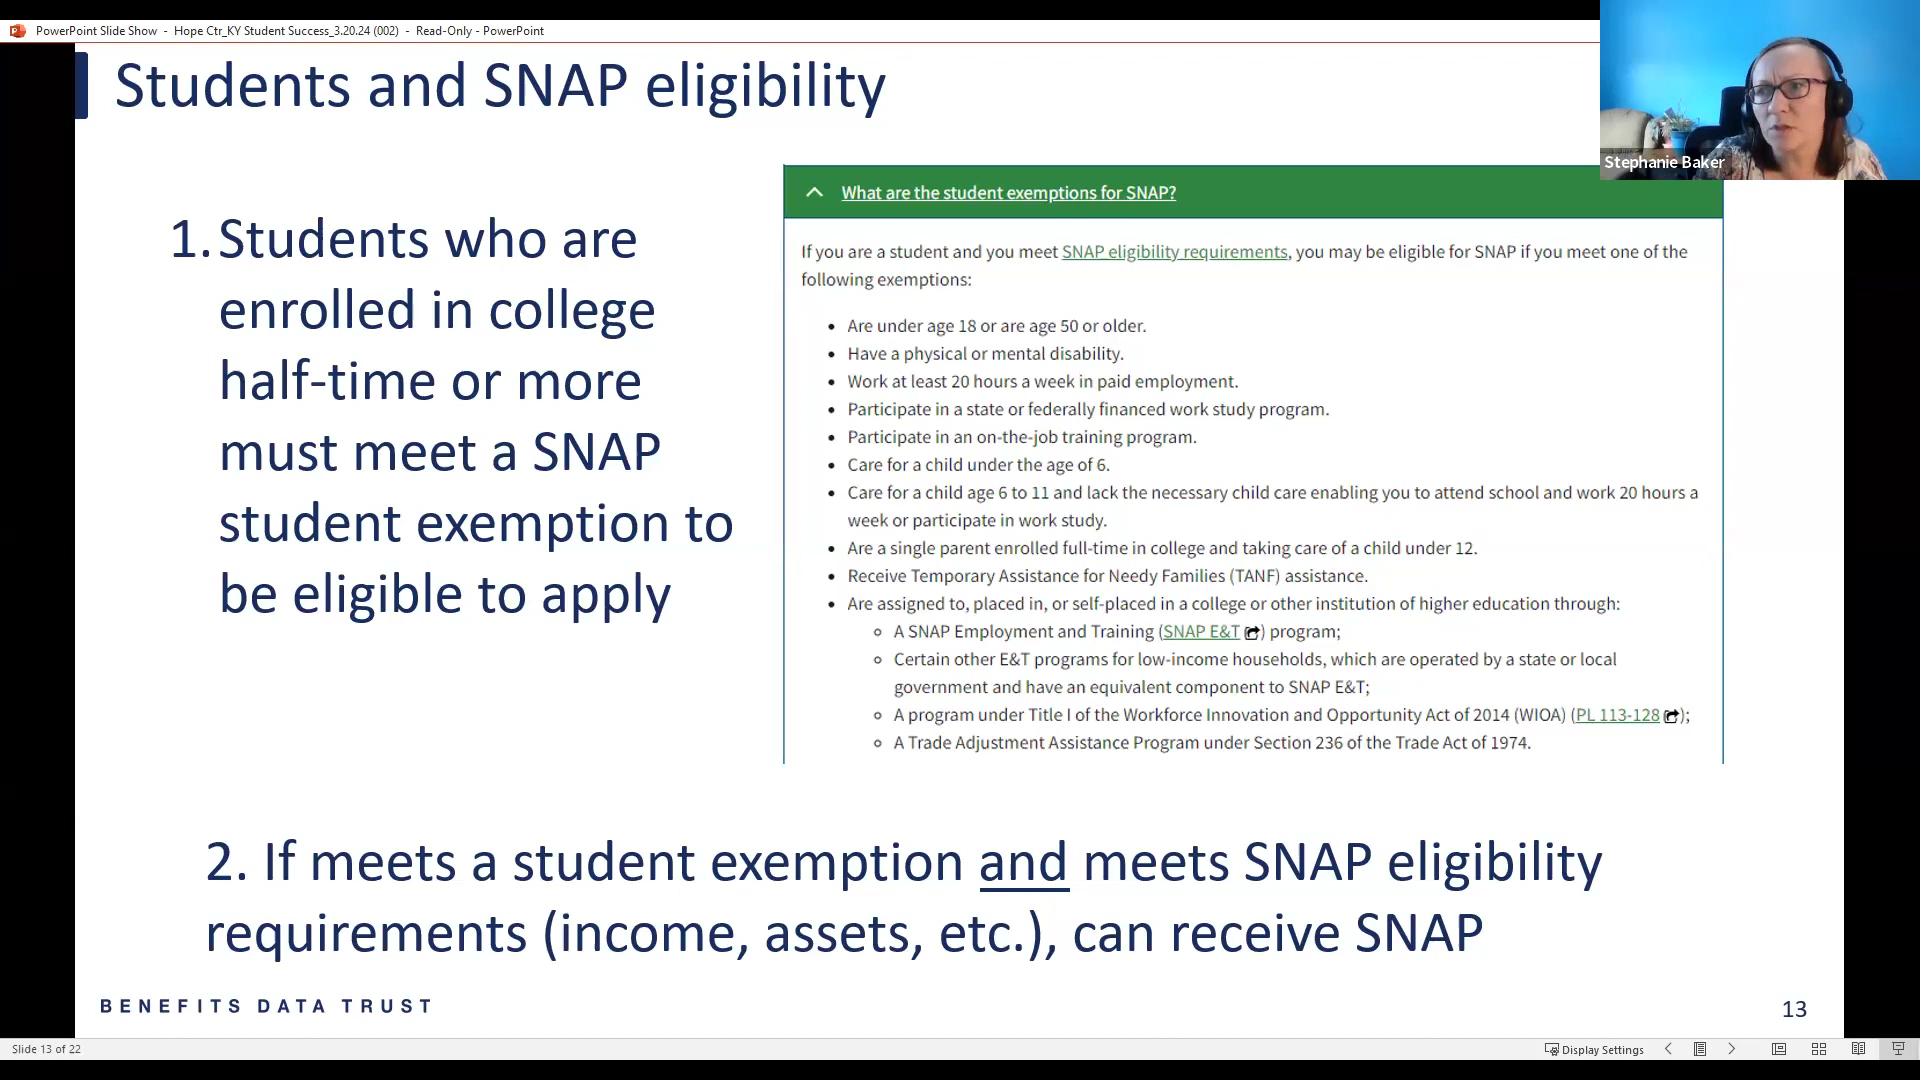 PowerPoint Slide Show - Hope Ctr_KY Student Success_3.20.24 (002) - Read-Only - PowerPoint
Stephanie Baker
Students and SNAP eligibility
1. Students who are
enrolled in college
half-time or more
must meet a SNAP
student exemption to
be eligible to apply
What are the student exemptions for SNAP?
If you are a student and you meet SNAP eligibility requirements, you may be eligible for SNAP if you meet one of the
following exemptions:
• Are under age 18 or are age 50 or older.
• Have a physical or mental disability.
• Work at least 20 hours a week in paid employment.
• Participate in a state or federally financed work study program.
• Participate in an on-the-job training program.
• Care for a child under the age of 6.
• Care for a child age 6 to 11 and lack the necessary child care enabling you to attend school and work 20 hours a
week or participate in work study.
• Are a single parent enrolled full-time in college and taking care of a child under 12.
• Receive Temporary Assistance for Needy Families (TANF) assistance.
• Are assigned to, placed in, or self-placed in a college or other institution of higher education through:
◦ A SNAP Employment and Training (SNAP E&T) program;
◦ Certain other E&T programs for low-income households, which are operated by a state or local
government and have an equivalent component to SNAP E&T;
◦ A program under Title I of the Workforce Innovation and Opportunity Act of 2014 (WIOA) (PL 113-128);
◦ A Trade Adjustment Assistance Program under Section 236 of the Trade Act of 1974.
2. If meets a student exemption and meets SNAP eligibility
requirements (income, assets, etc.), can receive SNAP
BENEFITS DATA TRUST
13
Slide 13 of 22
Display Settings